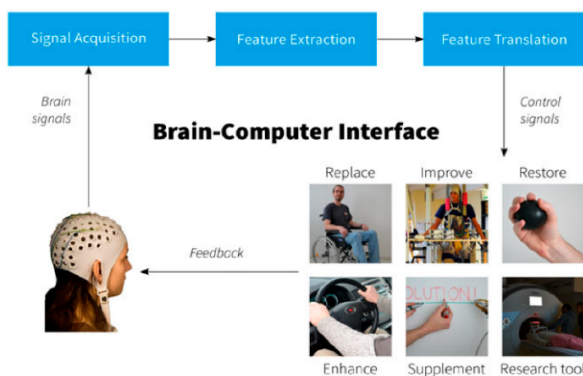 Signal Acquisition
Feature Extraction
Feature Translation
Brain
signals
Control
signals
Brain-Computer Interface
Replace
Improve
Restore
Feedback
OLUTION!
Enhance
Supplement
Research tool